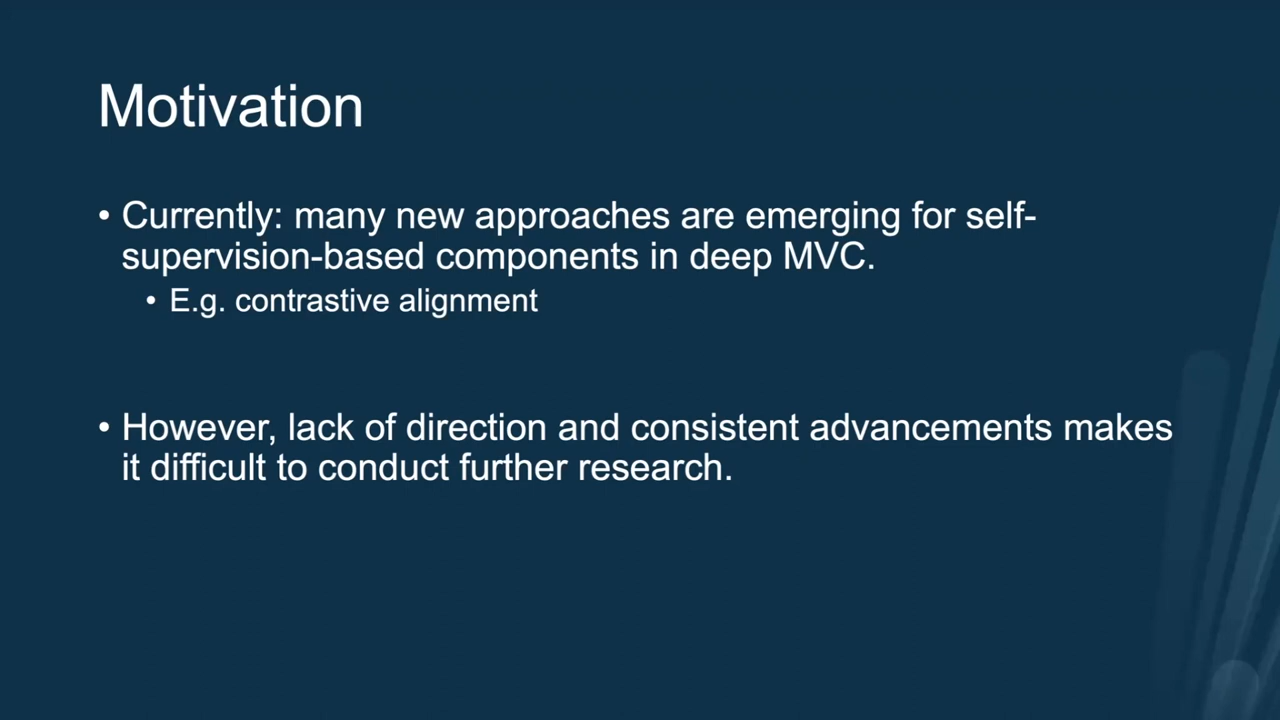 Motivation
• Currently: many new approaches are emerging for self-
supervision-based components in deep MVC.
• E.g. contrastive alignment
• However, lack of direction and consistent advancements makes
it difficult to conduct further research.